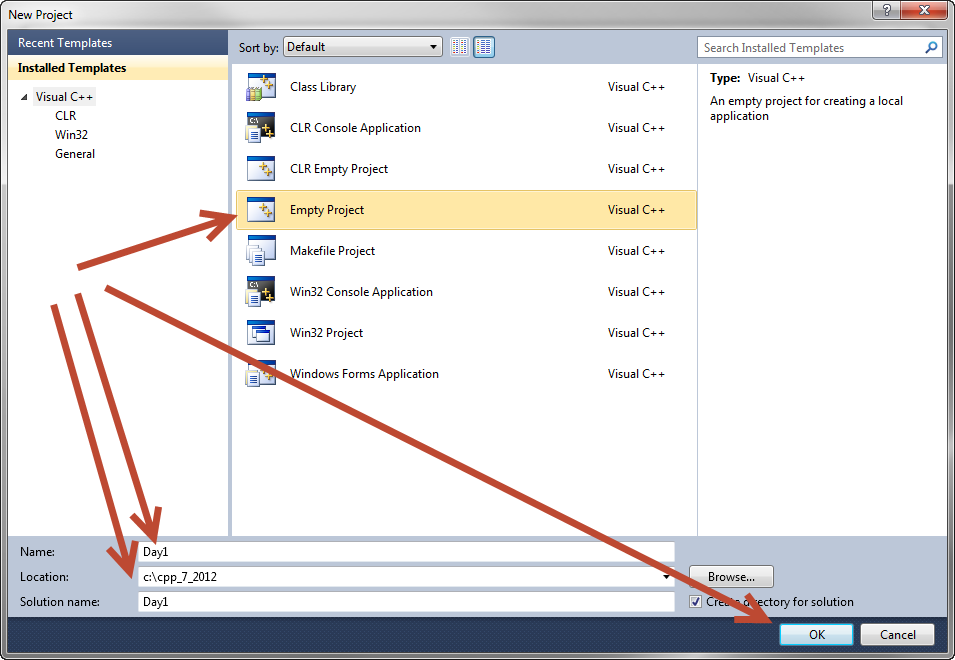 New Project
Recent Templates
Installed Templates
Visual C++
CLR
Win32
General
Sort by: Default
Search Installed Templates
Class Library Visual C++
CLR Console Application Visual C++
CLR Empty Project Visual C++
Empty Project Visual C++
Makefile Project Visual C++
Win32 Console Application Visual C++
Win32 Project Visual C++
Windows Forms Application Visual C++
Type: Visual C++
An empty project for creating a local
application
Name: Day1
Location: c:\cpp_7_2012 Browse...
Solution name: Day1 Create directory for solution
OK Cancel